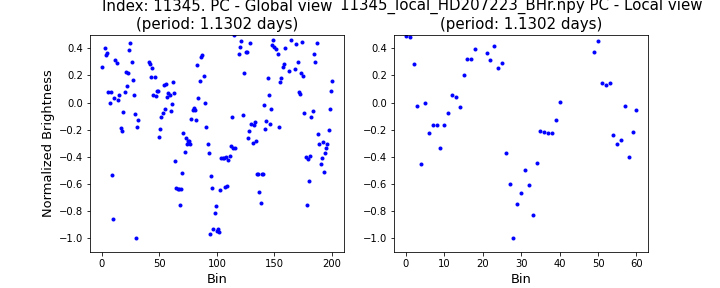 Index: 11345. PC - Global view
(period: 1.1302 days)
11345_local_HD207223_BHr.npy PC - Local view
(period: 1.1302 days)
Normalized Brightness
0.4
0.2
0.0
−0.2
−0.4
−0.6
−0.8
−1.0
0 50 100 150 200
Bin
0.4
0.2
0.0
−0.2
−0.4
−0.6
−0.8
−1.0
0 10 20 30 40 50 60
Bin